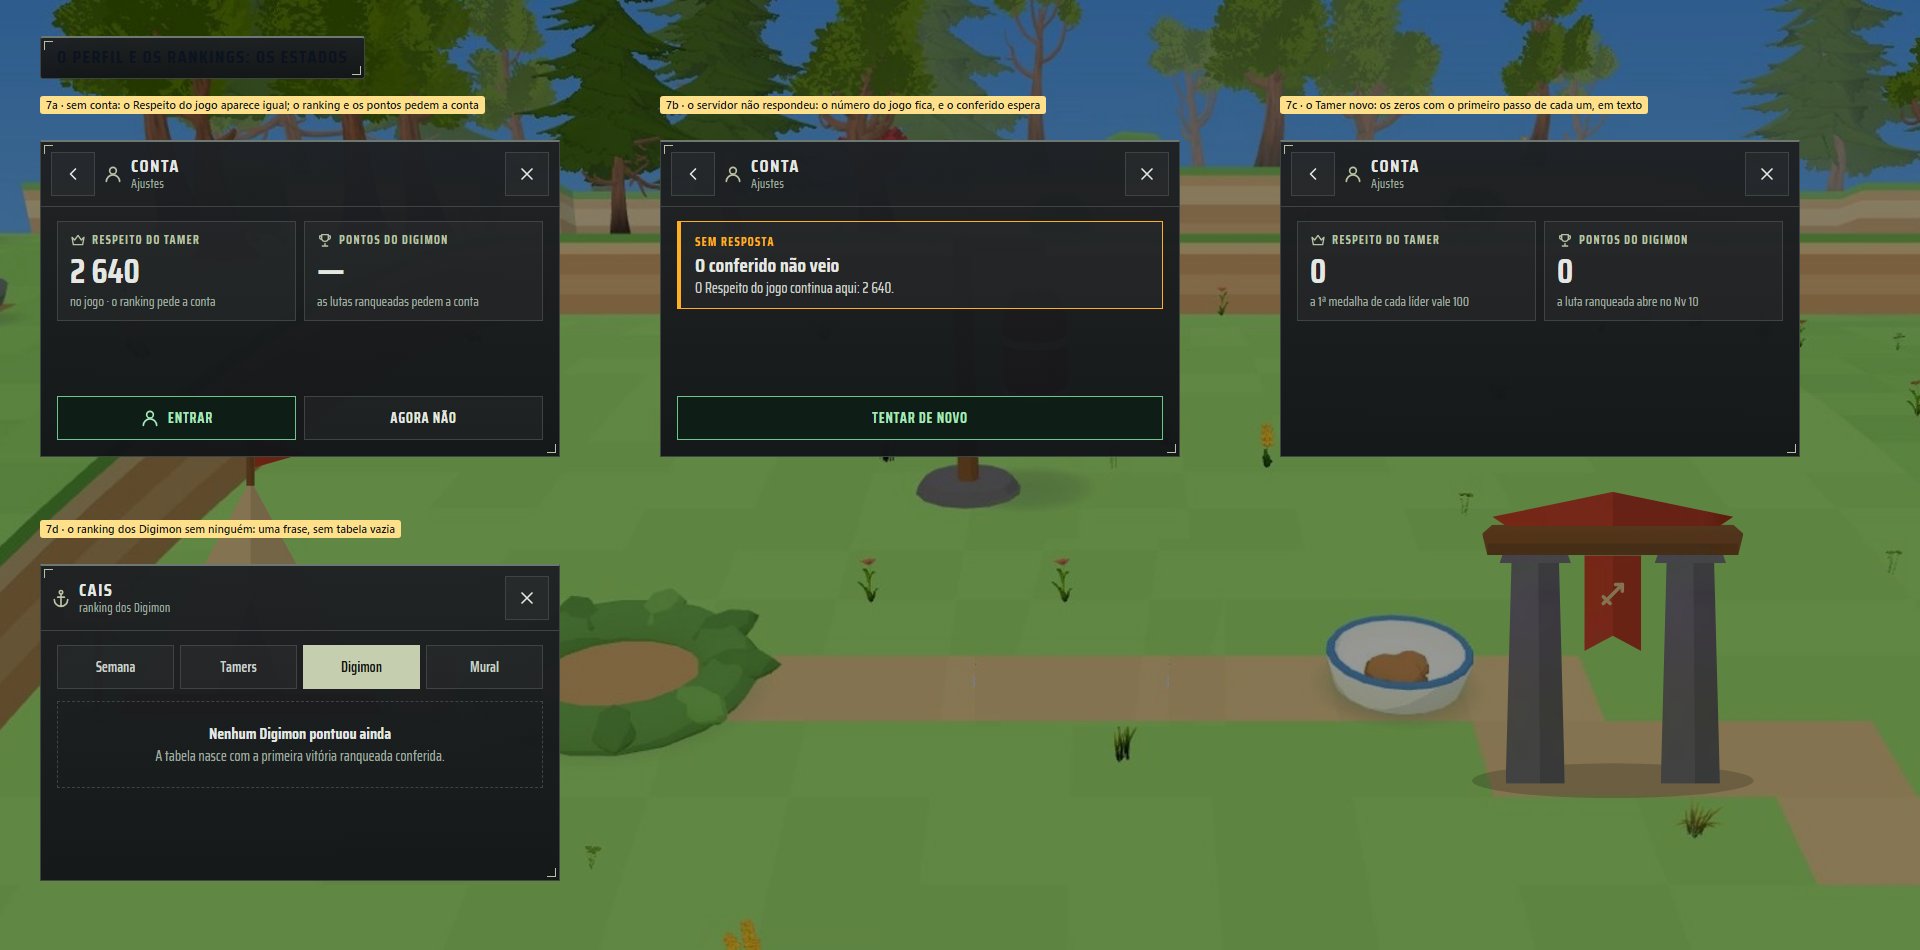 O PERFIL E OS RANKINGS: OS ESTADOS
7a · sem conta: o Respeito do jogo aparece igual; o ranking e os pontos pedem a conta
CONTA
Ajustes
RESPEITO DO TAMER
2 640
no jogo · o ranking pede a conta
PONTOS DO DIGIMON
—
as lutas ranqueadas pedem a conta
ENTRAR
AGORA NÃO
7b · o servidor não respondeu: o número do jogo fica, e o conferido espera
CONTA
Ajustes
SEM RESPOSTA
O conferido não veio
O Respeito do jogo continua aqui: 2 640.
TENTAR DE NOVO
7c · o Tamer novo: os zeros com o primeiro passo de cada um, em texto
CONTA
Ajustes
RESPEITO DO TAMER
0
a 1ª medalha de cada líder vale 100
PONTOS DO DIGIMON
0
a luta ranqueada abre no Nv 10
7d · o ranking dos Digimon sem ninguém: uma frase, sem tabela vazia
CAIS
ranking dos Digimon
Semana
Tamers
Digimon
Mural
Nenhum Digimon pontuou ainda
A tabela nasce com a primeira vitória ranqueada conferida.